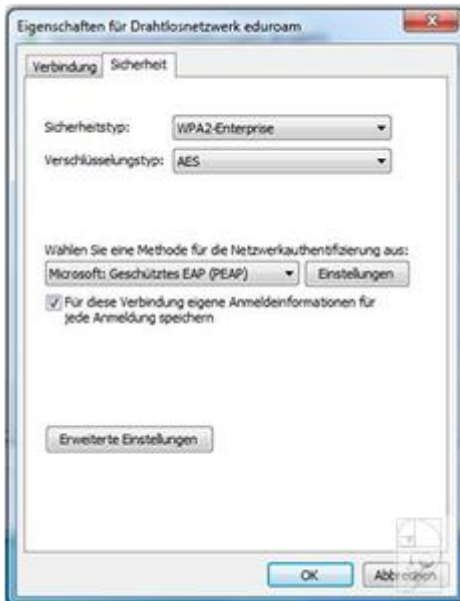 Eigenschaften für Drahtlosnetzwerk eduroam
Verbindung Sicherheit
Sicherheitstyp: WPA2-Enterprise
Verschlüsselungstyp: AES
Wählen Sie eine Methode für die Netzwerkauthentifizierung aus:
Microsoft: Geschütztes EAP (PEAP) Einstellungen
Für diese Verbindung eigene Anmeldeinformationen für
jede Anmeldung speichern
Erweiterte Einstellungen
OK Abbrechen